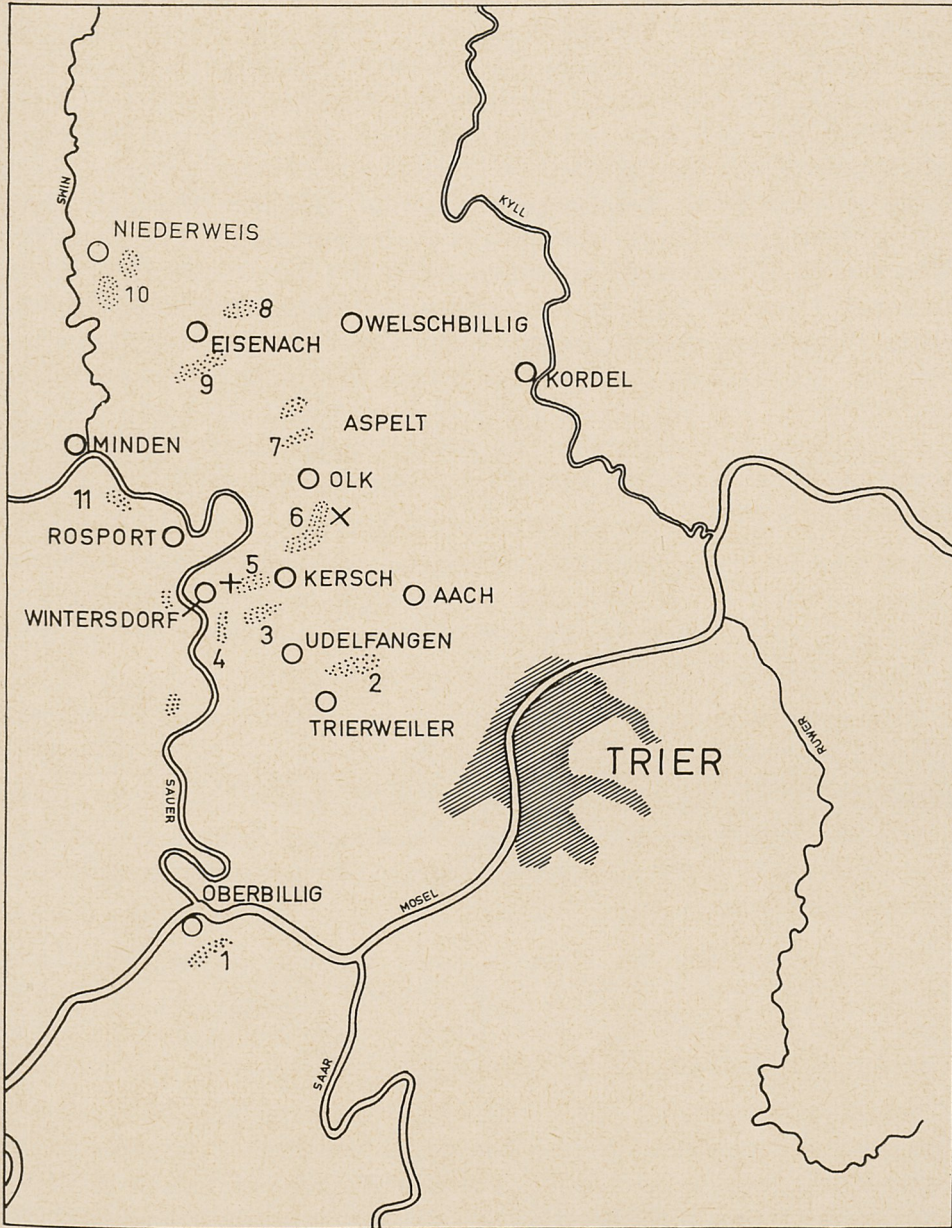 NIMS
KYLL
NIEDERWEIS
10
8
WELSCHBILLIG
EISENACH
9
KORDEL
ASPELT
7
MINDEN
OLK
11
6
ROSPORT
5
KERSCH
AACH
WINTERSDORF
3
4
UDELFANGEN
2
TRIERWEILER
TRIER
RUWER
SAUER
OBERBILLIG
MOSEL
1
SAAR